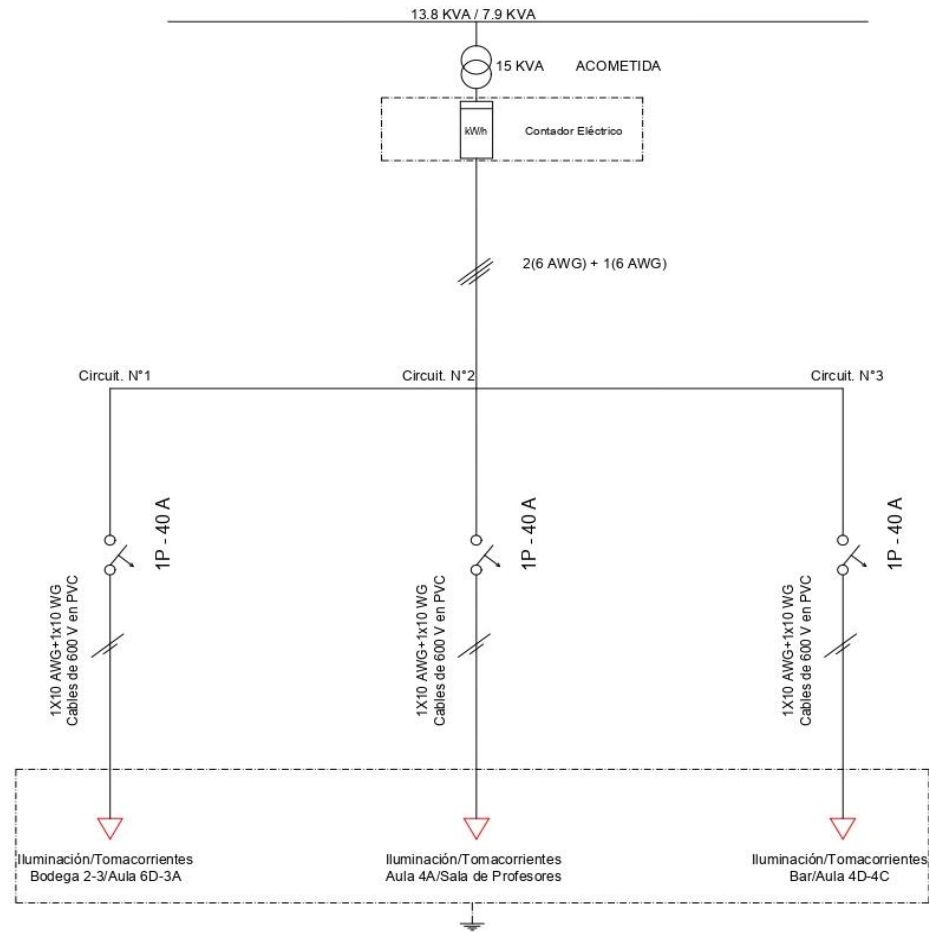 13.8 KVA / 7.9 KVA
15 KVA ACOMETIDA
kW/h
Contador Eléctrico
2(6 AWG) + 1(6 AWG)
Circuit. N°1
Circuit. N°2
Circuit. N°3
1P - 40 A
1X10 AWG+1x10 WG
Cables de 600 V en PVC
1P - 40 A
1X10 AWG+1x10 WG
Cables de 600 V en PVC
1P - 40 A
1X10 AWG+1x10 WG
Cables de 600 V en PVC
Iluminación/Tomacorrientes
Bodega 2-3/Aula 6D-3A
Iluminación/Tomacorrientes
Aula 4A/Sala de Profesores
Iluminación/Tomacorrientes
Bar/Aula 4D-4C